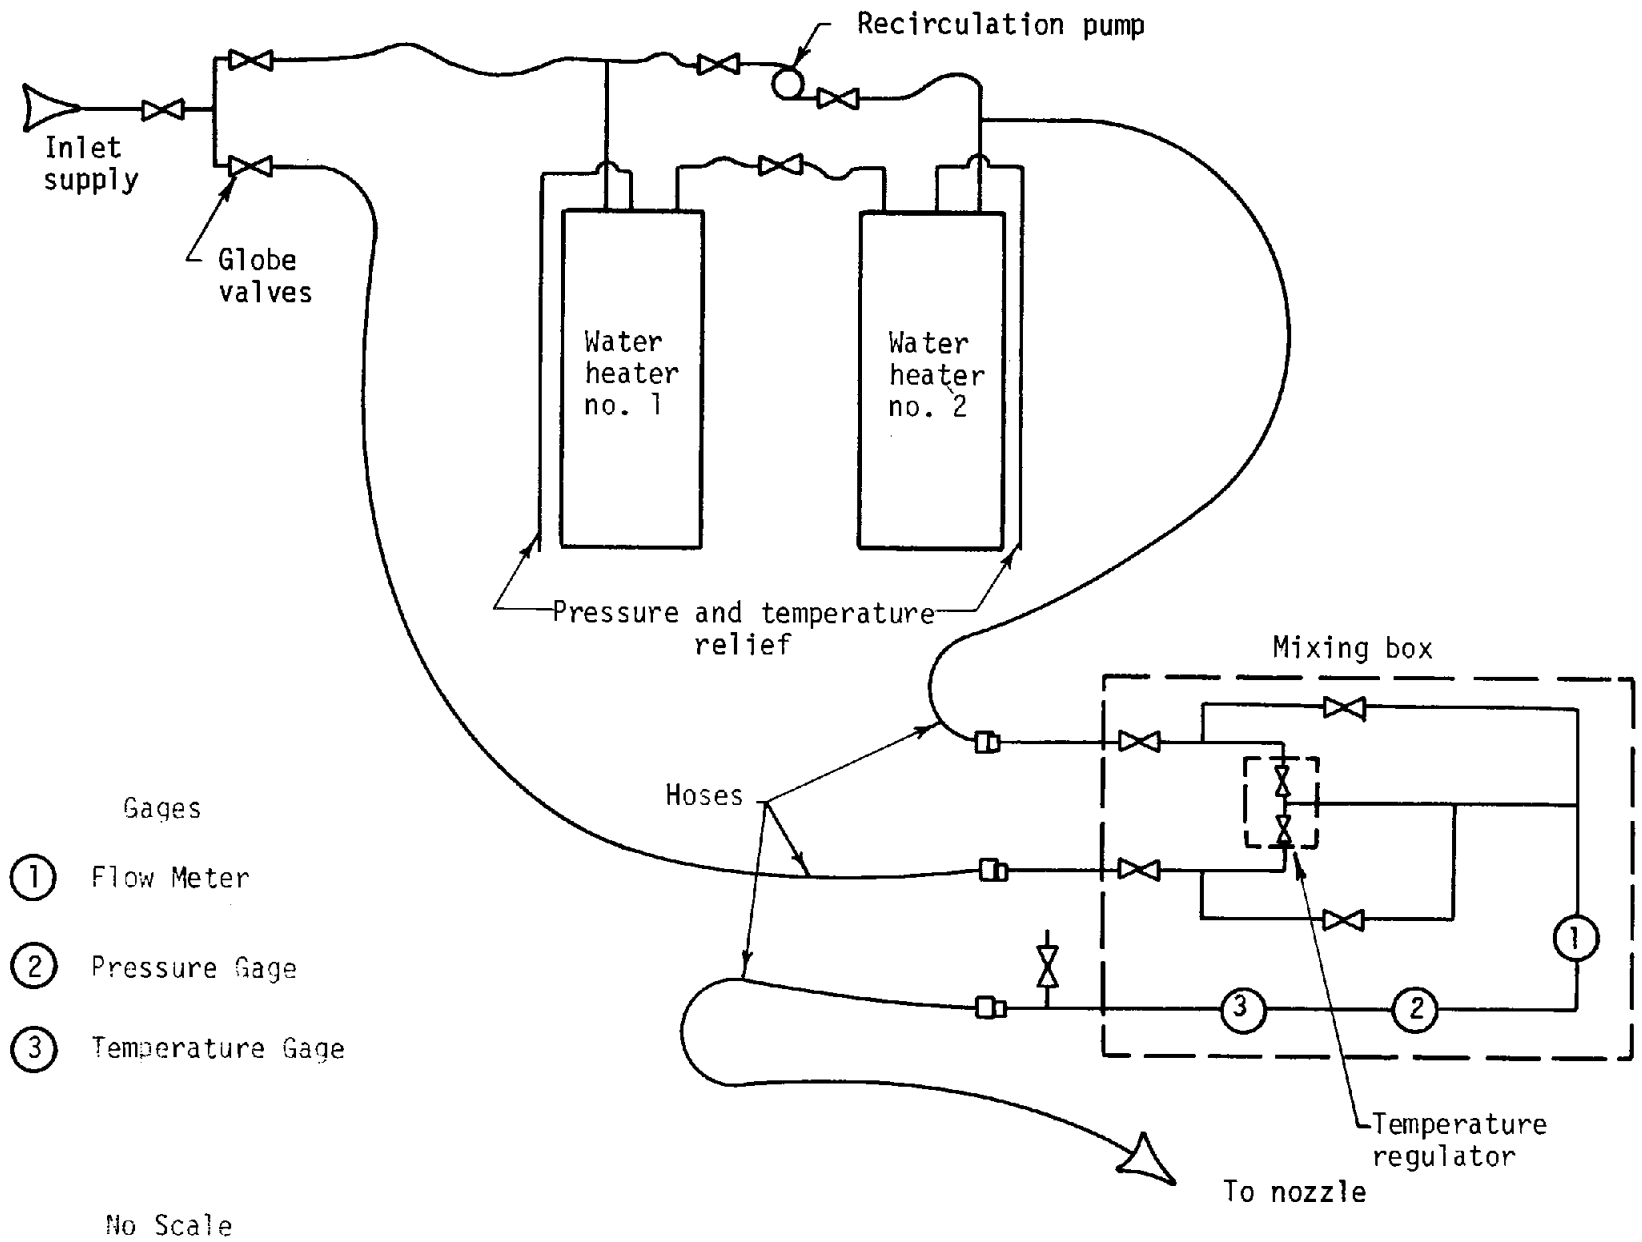 Recirculation pump
Inlet
supply
Globe
valves
Water
heater
no. 1
Water
heater
no. 2
Pressure and temperature
relief
Mixing box
Hoses
Gages
1 Flow Meter
2 Pressure Gage
3 Temperature Gage
1
3
2
Temperature
regulator
To nozzle
No Scale